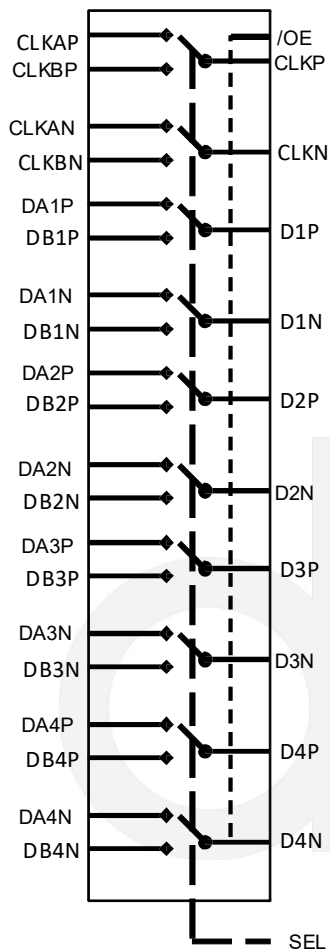 CLKAP
/OE
CLKBP
CLKP
CLKAN
CLKN
CLKBN
DA1P
D1P
DB1P
DA1N
D1N
DB1N
DA2P
D2P
DB2P
DA2N
D2N
DB2N
DA3P
D3P
DB3P
DA3N
D3N
DB3N
DA4P
D4P
DB4P
DA4N
D4N
DB4N
SEL